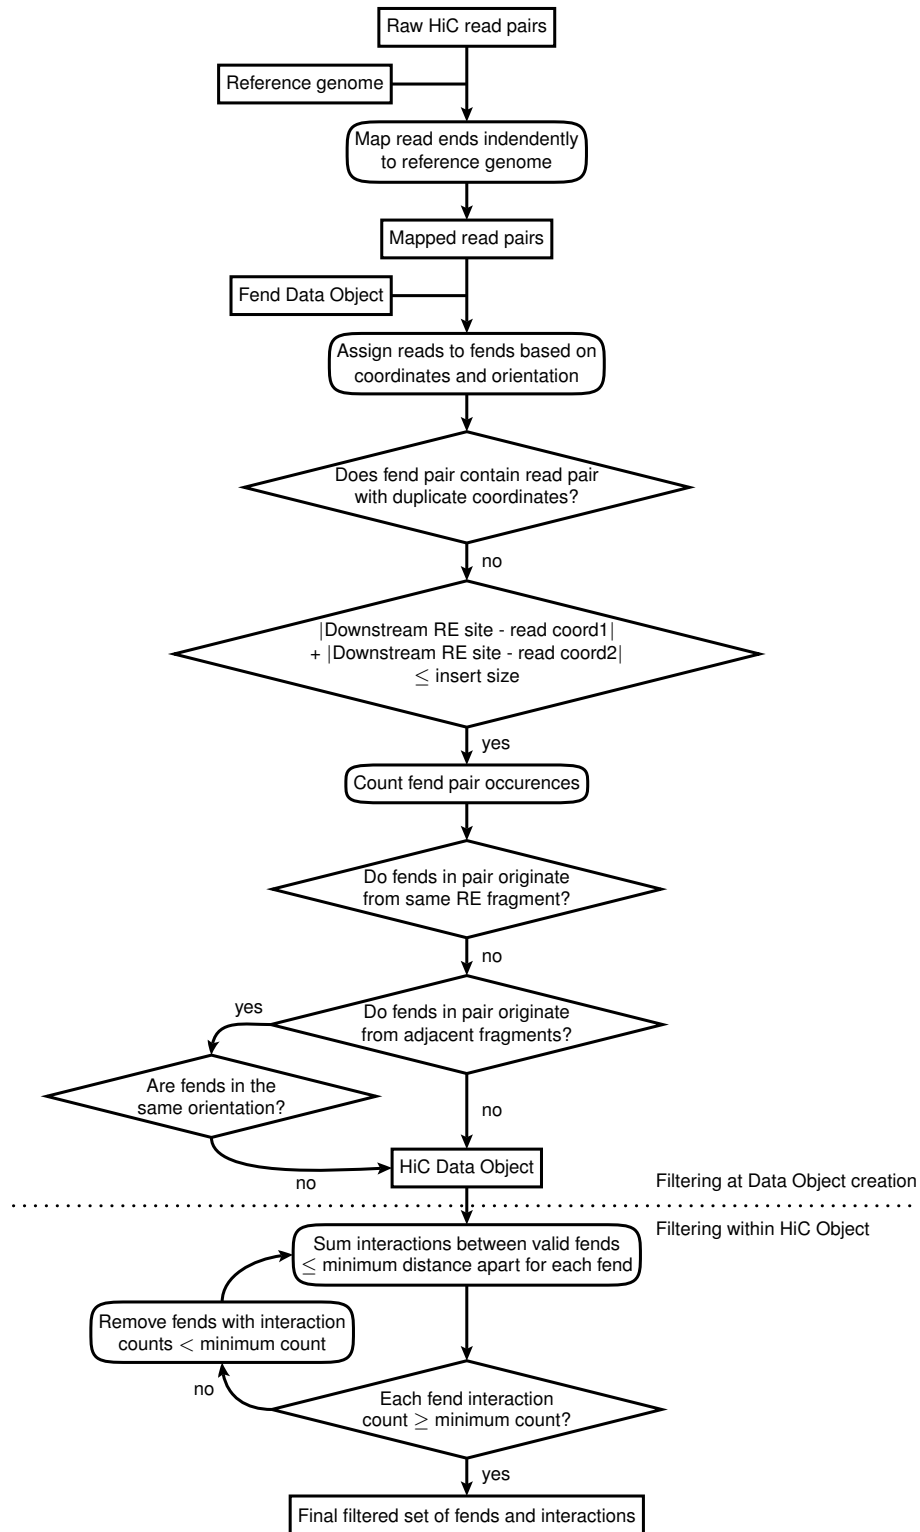 Raw HiC read pairs
Reference genome
Map read ends indendently
to reference genome
Mapped read pairs
Fend Data Object
Assign reads to fends based on
coordinates and orientation
Does fend pair contain read pair
with duplicate coordinates?
no
|Downstream RE site - read coord1|
+ |Downstream RE site - read coord2|
≤ insert size
yes
Count fend pair occurences
Do fends in pair originate
from same RE fragment?
no
yes
Do fends in pair originate
from adjacent fragments?
Are fends in the
same orientation?
no
no
HiC Data Object
Filtering at Data Object creation
Filtering within HiC Object
Sum interactions between valid fends
≤ minimum distance apart for each fend
Remove fends with interaction
counts < minimum count
no
Each fend interaction
count ≥ minimum count?
yes
Final filtered set of fends and interactions